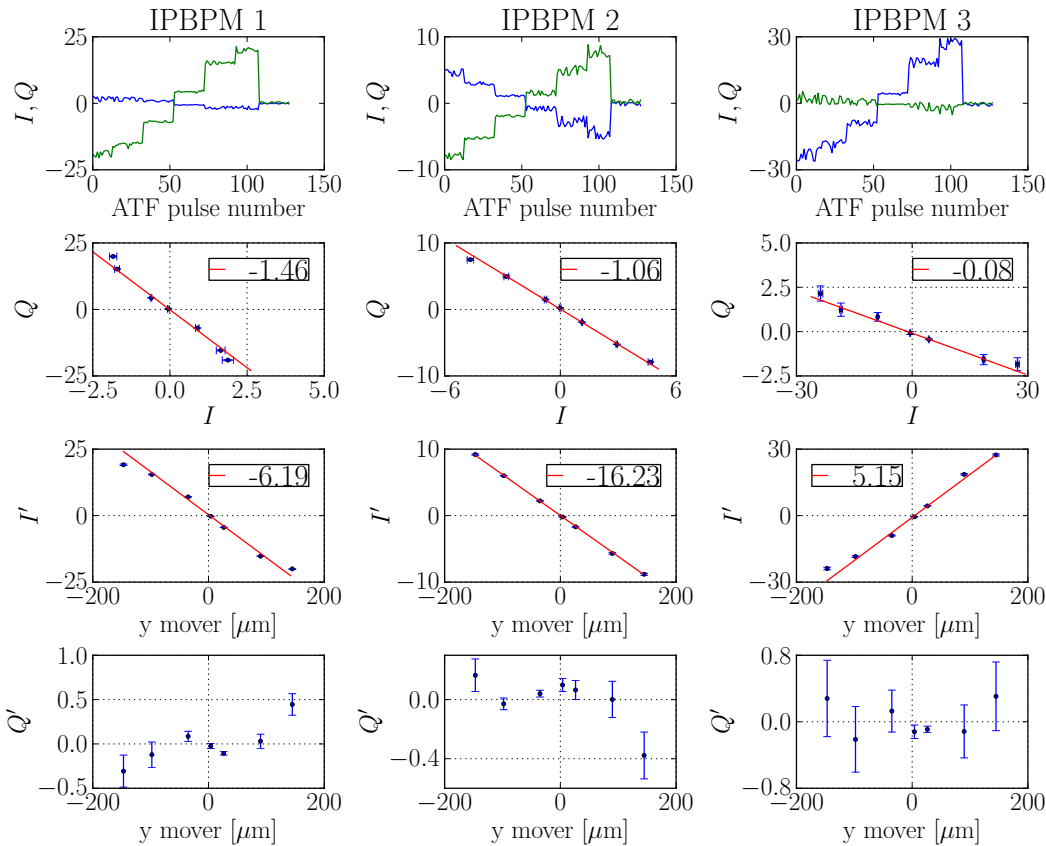 IPBPM 1 IPBPM 2 IPBPM 3
25 10 30
I, Q 0 I, Q 0 I, Q 0
−25 −10 −30
0 50 100 150 0 50 100 150 0 50 100 150
ATF pulse number ATF pulse number ATF pulse number
25 10 5.0
-1.46 -1.06 -0.08
2.5
Q 0 Q 0 Q 0.0
−25 −10 −2.5
−2.5 0.0 2.5 5.0 −6 0 6 −30 0 30
I I I
25 10 30
-6.19 -16.23 5.15
I′ 0 I′ 0 I′ 0
−25 −10 −30
−200 0 200 −200 0 200 −200 0 200
y mover [μm] y mover [μm] y mover [μm]
1.0 0.8
0.5 0.0
Q′ 0.0 Q′ −0.4 Q′ 0.0
−0.5 −0.8
−200 0 200 −200 0 200 −200 0 200
y mover [μm] y mover [μm] y mover [μm]